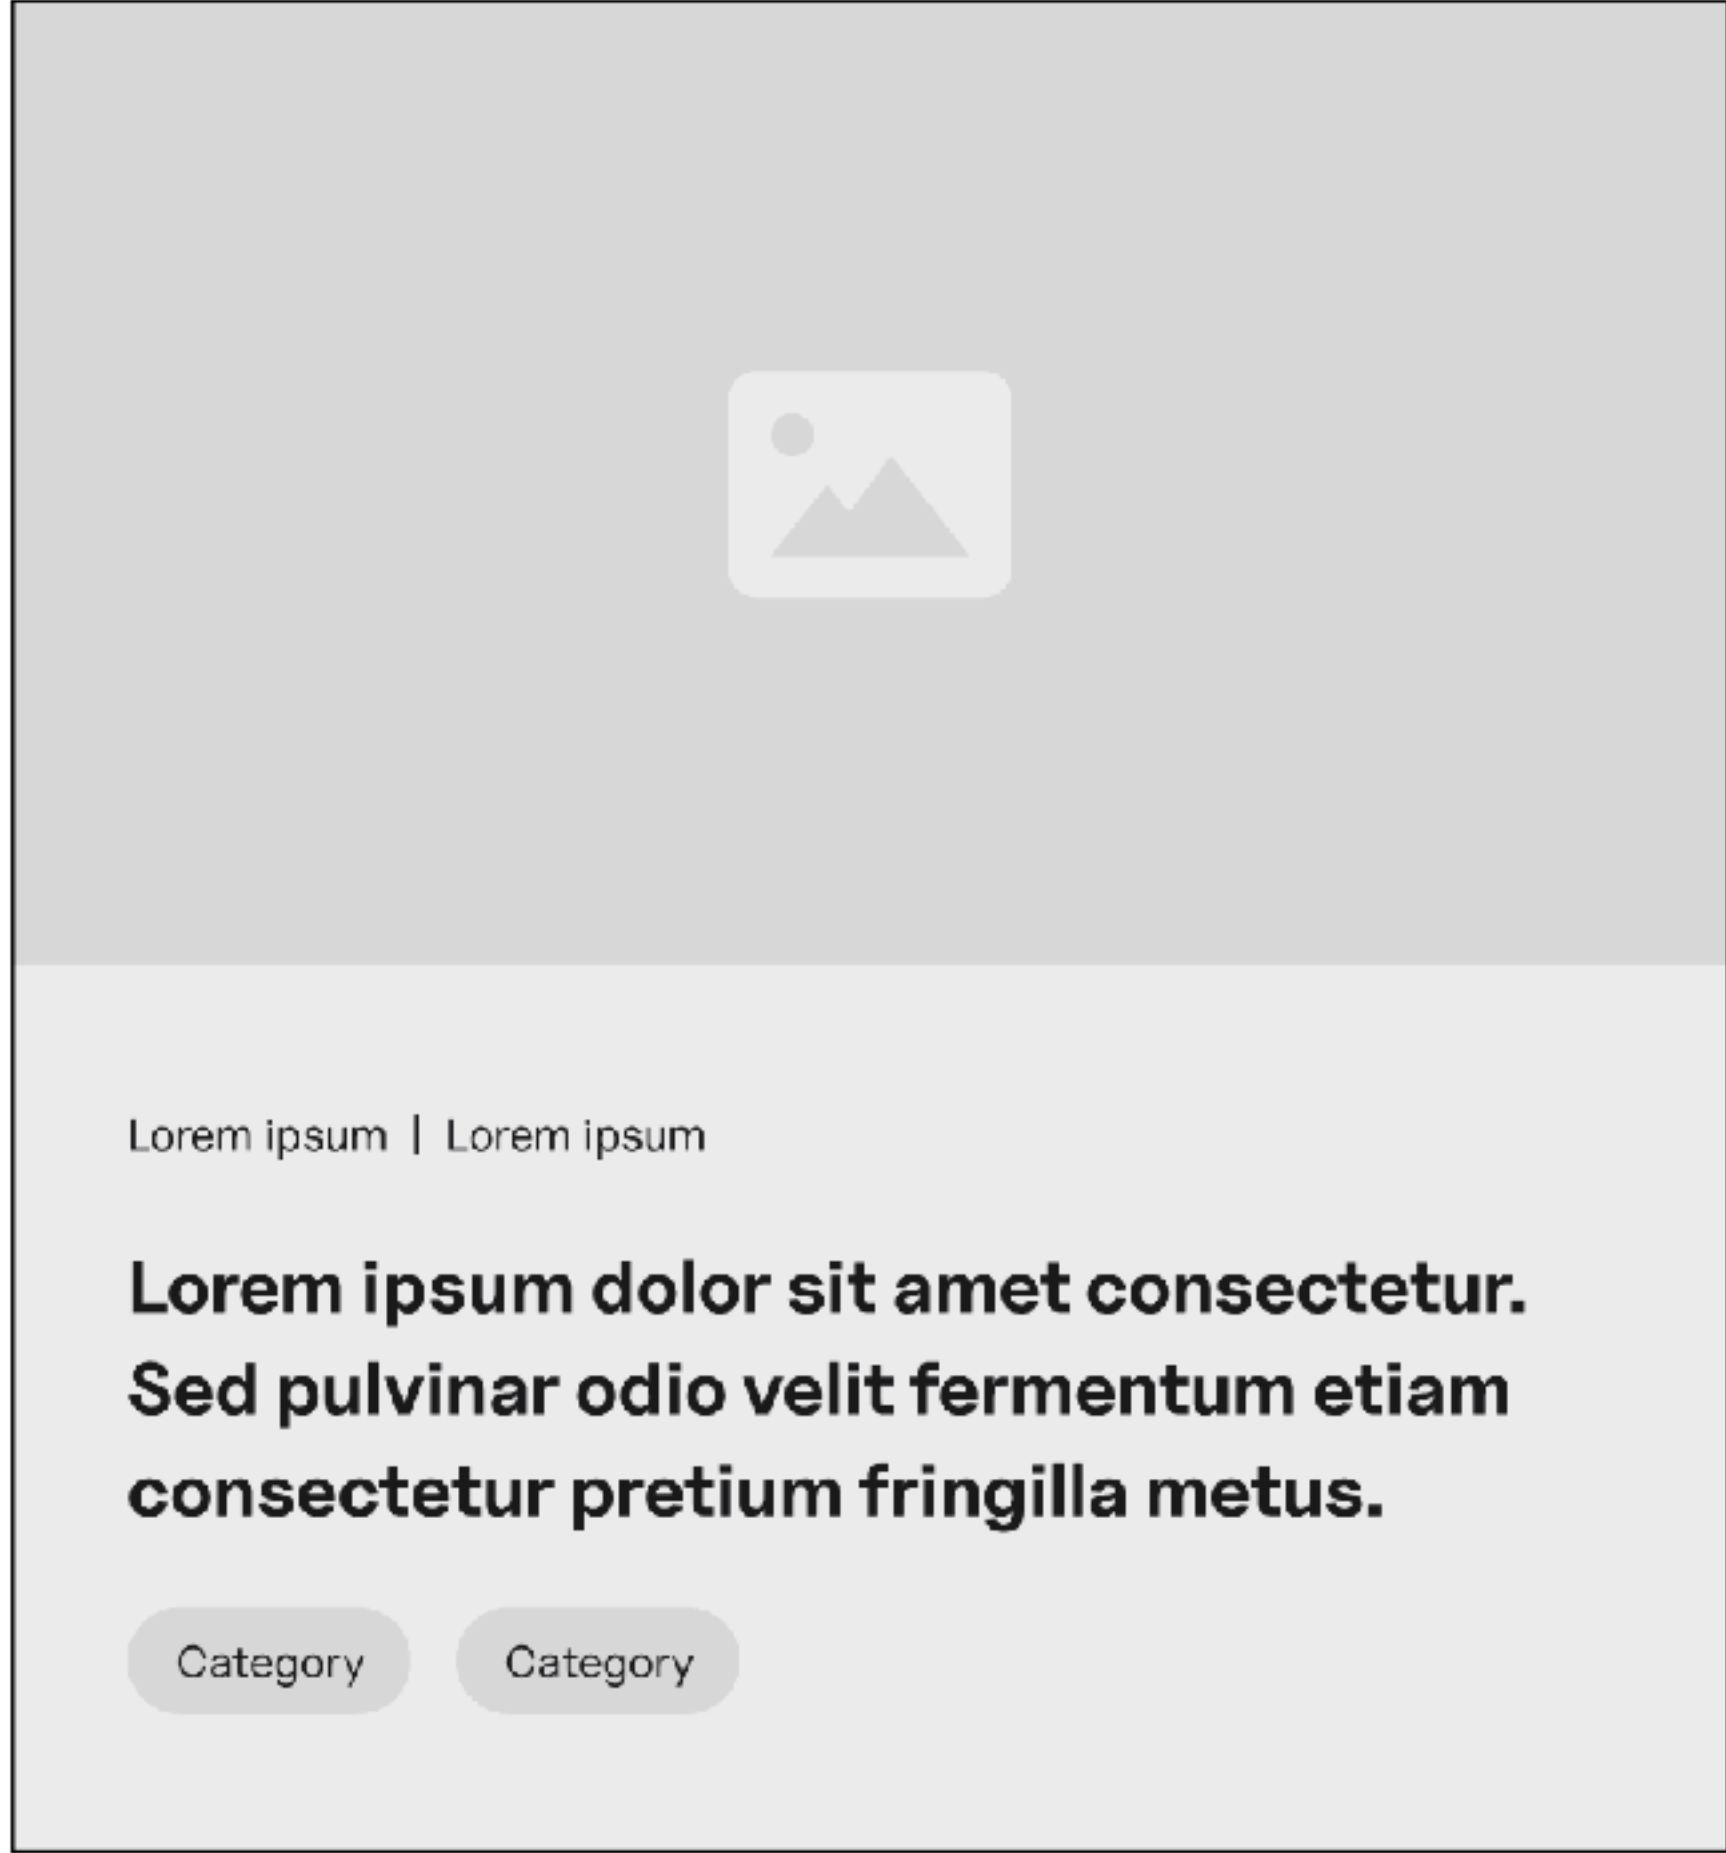 Lorem ipsum | Lorem ipsum
Lorem ipsum dolor sit amet consectetur.
Sed pulvinar odio velit fermentum etiam
consectetur pretium fringilla metus.
Category Category